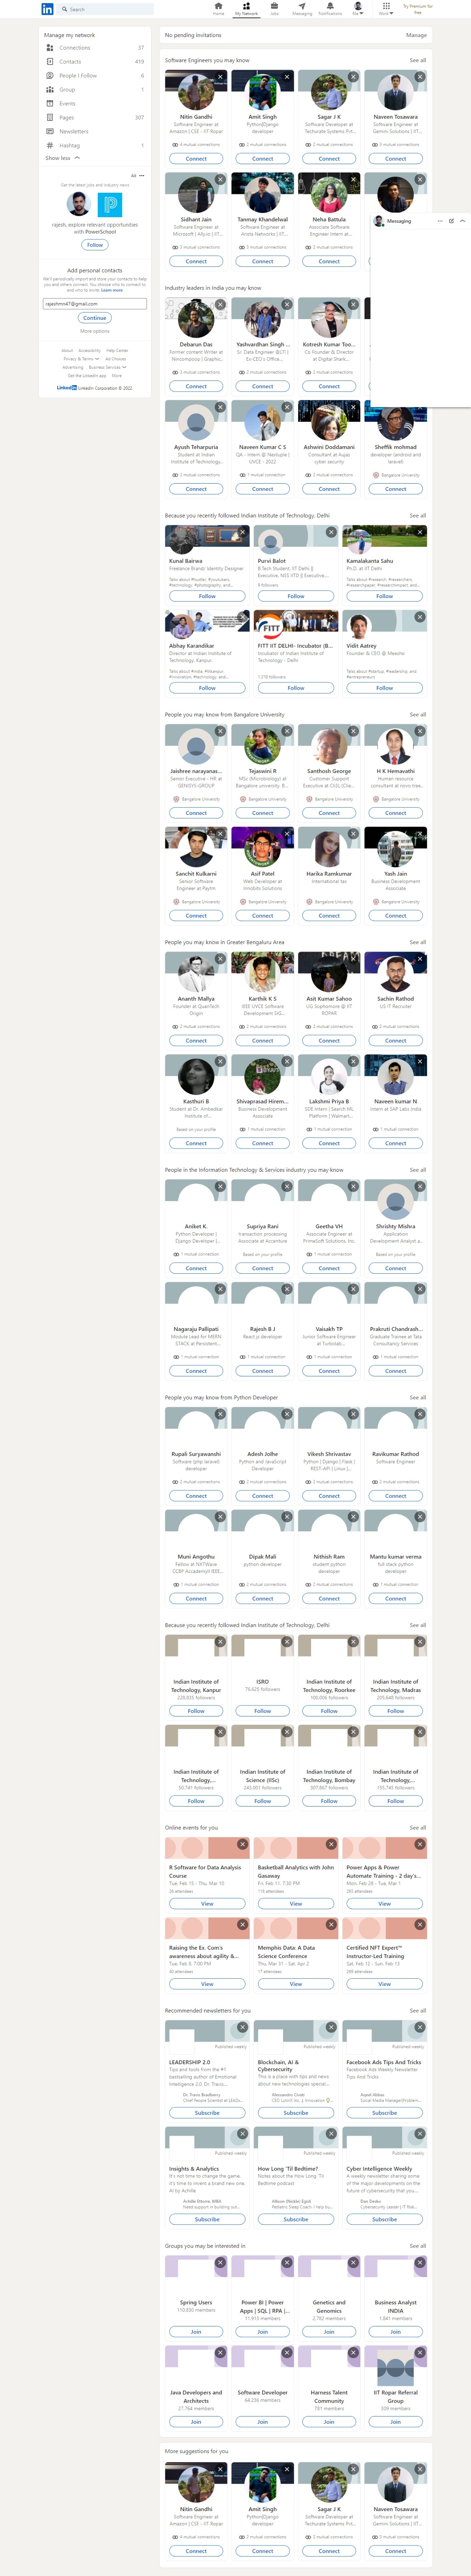 in Search
Home My Network Jobs Messaging Notifications Me Work Try Premium for free
Manage my network
Connections 37
Contacts 419
People I Follow 6
Group 1
Events
Pages 307
Newsletters
Hashtag 1
Show less
Ad
Get the latest jobs and industry news
rajesh, explore relevant opportunities
with PowerSchool
Follow
Add personal contacts
We'll periodically import and store your contacts to help
you and others connect. You choose who to connect to
and who to invite. Learn more
rajeshmn47@gmail.com
Continue
More options
About Accessibility Help Center
Privacy & Terms Ad Choices
Advertising Business Services
Get the LinkedIn app More
LinkedIn LinkedIn Corporation © 2022
No pending invitations Manage
Software Engineers you may know See all
Nitin Gandhi
Software Engineer at
Amazon | CSE - IIT Ropar
4 mutual connections
Connect
Amit Singh
Python|Django
developer
2 mutual connections
Connect
Sagar J K
Software Developer at
Techurate Systems Pvt...
2 mutual connections
Connect
Naveen Tosawara
Software Engineer at
Gemini Solutions | IIT...
3 mutual connections
Connect
Sidhant Jain
Software Engineer at
Microsoft | Ally.io | IIT...
3 mutual connections
Connect
Tanmay Khandelwal
Software Engineer at
Arista Networks | IIT...
3 mutual connections
Connect
Neha Battula
Associate Software
Engineer Intern at...
2 mutual connections
Connect
Messaging
Industry leaders in India you may know
Debarun Das
Former content Writer at
Nincompoop | Graphic...
2 mutual connections
Connect
Yashvardhan Singh ...
Sr. Data Engineer @LTI |
Ex-CEO's Office...
2 mutual connections
Connect
Kotresh Kumar Too...
Co Founder & Director
at Digital Shark...
2 mutual connections
Connect
Ayush Teharpuria
Student at Indian
Institute of Technology...
2 mutual connections
Connect
Naveen Kumar C S
QA - Intern @ Nextuple |
UVCE - 2022
1 mutual connection
Connect
Ashwini Doddamani
Consultant at Aujas
cyber security
2 mutual connections
Connect
Sheffik mohmad
developer (android and
laravel)
Bangalore University
Connect
Because you recently followed Indian Institute of Technology, Delhi See all
Kunal Bairwa
Freelance Brand/ Identity Designer
Talks about #hustler, #youtubers,
#technology, #photography, and...
Follow
Purvi Balot
B.Tech Student, IIT Delhi ||
Executive, NSS IITD || Executive...
9 followers
Follow
Kamalakanta Sahu
Ph.D. at IIT Delhi
Talks about #research, #researchers,
#researchpaper, #researchimpact, and...
Follow
Abhay Karandikar
Director at Indian Institute of
Technology, Kanpur.
Talks about #india, #iitkanpur,
#innovation, #technology, and...
Follow
FITT
FITT IIT DELHI- Incubator (B...
Incubator of Indian Institute of
Technology - Delhi
1,578 followers
Follow
Vidit Aatrey
Founder & CEO @ Meesho
Talks about #startup, #leadership, and
#entrepreneurs
Follow
People you may know from Bangalore University See all
Jaishree narayanas...
Senior Executive - HR at
GENISYS-GROUP
Bangalore University
Connect
Tejaswini R
MSc (Microbiology) at
Bangalore university, B...
Bangalore University
Connect
Santhosh George
Customer Support
Executive at CKSL (Che...
Bangalore University
Connect
H K Hemavathi
Human resource
consultant at novo tree...
Bangalore University
Connect
Sanchit Kulkarni
Senior Software
Engineer at Paytm
Bangalore University
Connect
Asif Patel
Web Developer at
Innobits Solutions
Bangalore University
Connect
Harika Ramkumar
International tax
Bangalore University
Connect
Yash Jain
Business Development
Associate
Bangalore University
Connect
People you may know in Greater Bengaluru Area See all
Ananth Mallya
Founder at QuanTech
Origin
2 mutual connections
Connect
Karthik K S
IEEE UVCE Software
Development SIG...
2 mutual connections
Connect
Asit Kumar Sahoo
UG Sophomore @ IIT
ROPAR
2 mutual connections
Connect
Sachin Rathod
US IT Recruiter
2 mutual connections
Connect
Kasthuri B
Student at Dr. Ambedkar
Institute of...
Based on your profile
Connect
Shivaprasad Hirem...
Business Development
Associate
1 mutual connection
Connect
Lakshmi Priya B
SDE Intern | Search ML
Platform | Walmart...
1 mutual connection
Connect
Naveen kumar N
Intern at SAP Labs India
1 mutual connection
Connect
People in the Information Technology & Services industry you may know See all
Aniket K.
Python Developer |
Django Developer |...
1 mutual connection
Connect
Supriya Rani
transaction processing
Associate at Accenture
Based on your profile
Connect
Geetha VH
Associate Engineer at
PrimeSoft Solutions, Inc.
1 mutual connection
Connect
Shrishty Mishra
Application
Development Analyst a...
Based on your profile
Connect
Nagaraju Pallipati
Module Lead for MERN
STACK at Persistent...
1 mutual connection
Connect
Rajesh B J
React js developer
1 mutual connection
Connect
Vaisakh TP
Junior Software Engineer
at Turtoslab...
1 mutual connection
Connect
Prakruti Chandrash...
Graduate Trainee at Tata
Consultancy Services
1 mutual connection
Connect
People you may know from Python Developer See all
Rupali Suryawanshi
Software (php laravel)
developer
2 mutual connections
Connect
Adesh Jolhe
Python and JavaScript
Developer
2 mutual connections
Connect
Vikesh Shrivastav
Python | Django | Flask |
REST-API | Linux |...
2 mutual connections
Connect
Ravikumar Rathod
Software Engineer
2 mutual connections
Connect
Muni Angothu
Fellow at NXTWave
CCBP Accademy|| IEEE...
1 mutual connection
Connect
Dipak Mali
python developer
2 mutual connections
Connect
Nithish Ram
student python
developer
2 mutual connections
Connect
Mantu kumar verma
full stack python
developer
1 mutual connection
Connect
Because you recently followed Indian Institute of Technology, Delhi See all
Indian Institute of
Technology, Kanpur
228,835 followers
Follow
ISRO
76,625 followers
Follow
Indian Institute of
Technology, Roorkee
169,006 followers
Follow
Indian Institute of
Technology, Madras
205,648 followers
Follow
Indian Institute of
Technology,...
93,741 followers
Follow
Indian Institute of
Science (IISc)
243,001 followers
Follow
Indian Institute of
Technology, Bombay
307,867 followers
Follow
Indian Institute of
Technology,...
155,745 followers
Follow
Online events for you See all
R Software for Data Analysis
Course
Tue, Feb 15 - Thu, Mar 10
28 attendees
View
Basketball Analytics with John
Gasaway
Fri, Feb 11, 7:30 PM
116 attendees
View
Power Apps & Power
Automate Training - 2 day's...
Mon, Feb 28 - Tue, Mar 1
292 attendees
View
Raising the Ex. Com's
awareness about agility &...
Tue, Feb 8, 7:00 PM
40 attendees
View
Memphis Data: A Data
Science Conference
Thu, Mar 31 - Sat, Apr 2
17 attendees
View
Certified NFT Expert™
Instructor-Led Training
Sat, Feb 12 - Sun, Feb 13
269 attendees
View
Recommended newsletters for you See all
Published weekly
LEADERSHIP 2.0
Tips and tools from the #1
bestselling author of Emotional
Intelligence 2.0, Dr. Travis...
Dr. Travis Bradberry
Chief People Scientist at LEADx...
Subscribe
Published weekly
Blockchain, AI &
Cybersecurity
This is a place with tips and news
about new technologies special...
Alessandro Civati
Subscribe
Published weekly
Facebook Ads Tips And Tricks
Facebook Ads Weekly Newsletter
Tips And Tricks
Aqeel Abbas
Social Media Manager|Problem...
Subscribe
Published weekly
Insights & Analytics
It's not time to change the game,
it's time to invent a brand new one.
AI by Achille
Achille Ettorre, MBA
Need support in building suc...
Subscribe
Published weekly
How Long 'Til Bedtime?
Notes about the How Long 'Til
Bedtime podcast
Allison (Nickle) Egidi
Pediatric Sleep Coach. I help bu...
Subscribe
Published weekly
Cyber Intelligence Weekly
A weekly newsletter sharing some
of the major developments on the
future of cybersecurity that you...
Cybersecurity Leader | IT Risk...
Subscribe
Groups you may be interested in See all
Spring Users
110,830 members
Join
Power BI | Power
Apps | SQL | RPA |...
11,913 members
Join
Genetics and
Genomics
2,782 members
Join
Business Analyst
INDIA
1,841 members
Join
Java Developers and
Architects
27,764 members
Join
Software Developer
64,236 members
Join
Harness Talent
Community
781 members
Join
IIT Ropar Referral
Group
309 members
Join
More suggestions for you
Nitin Gandhi
Software Engineer at
Amazon | CSE - IIT Ropar
4 mutual connections
Connect
Amit Singh
Python|Django
developer
2 mutual connections
Connect
Sagar J K
Software Developer at
Techurate Systems Pvt...
2 mutual connections
Connect
Naveen Tosawara
Software Engineer at
Gemini Solutions | IIT...
3 mutual connections
Connect